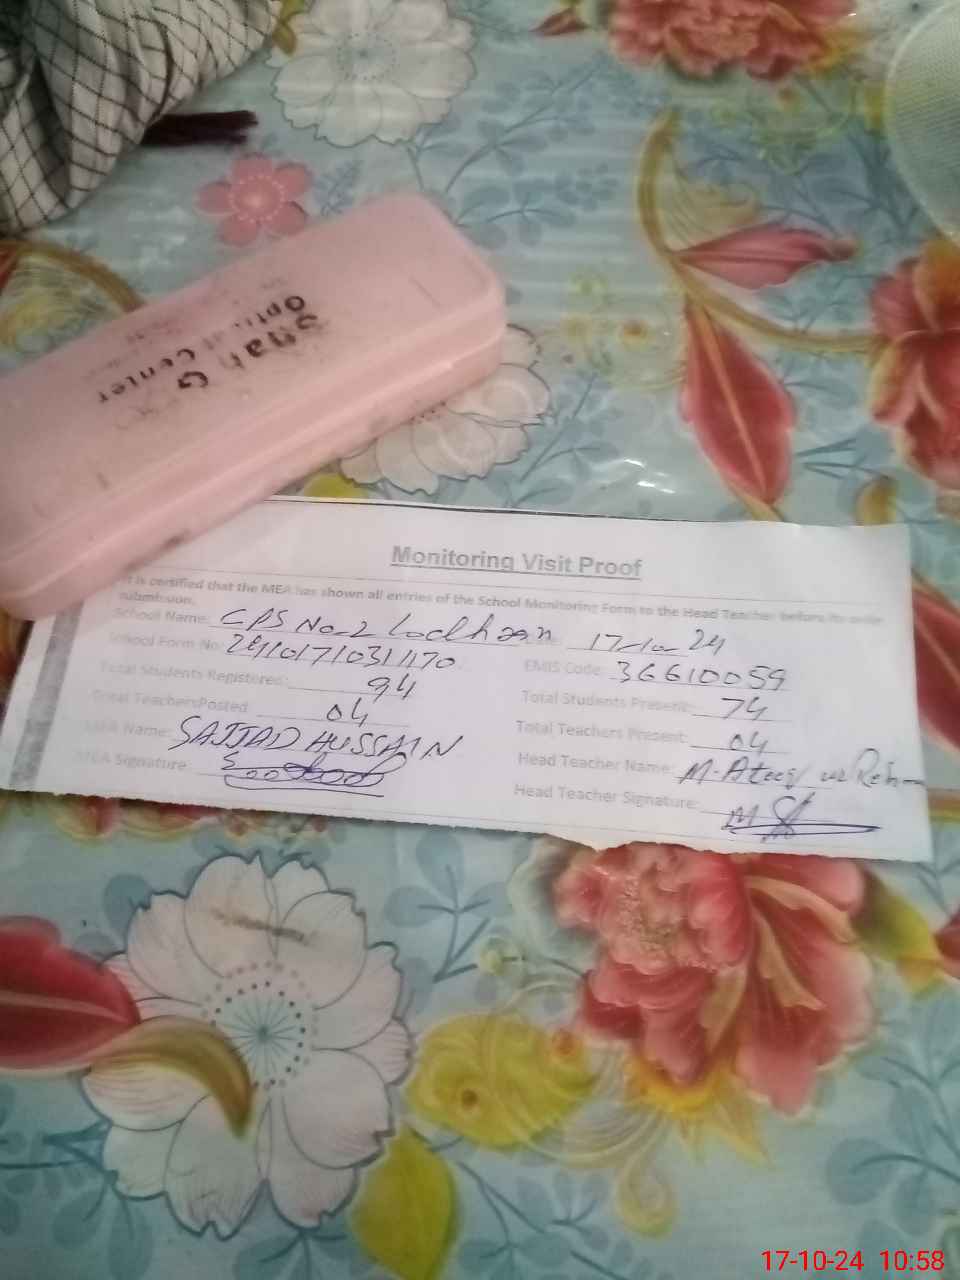 Optical Center
Monitoring Visit Proof
It is certified that the MEA has shown all entries of the School Monitoring Form to the Head Teacher before its online
submission.
School Name: No-2 Lodhran 17-10-24
School Form No: EMIS Code: 36610059
Total Students Registered: 94 Total Students Present: 74
Total TeachersPosted 04 Total Teachers Present: 04
MEA Name: SAJJAD HUSSAIN Head Teacher Name: M. Ateeq ur Rehman
MEA Signature: Head Teacher Signature:
17-10-24 10:58